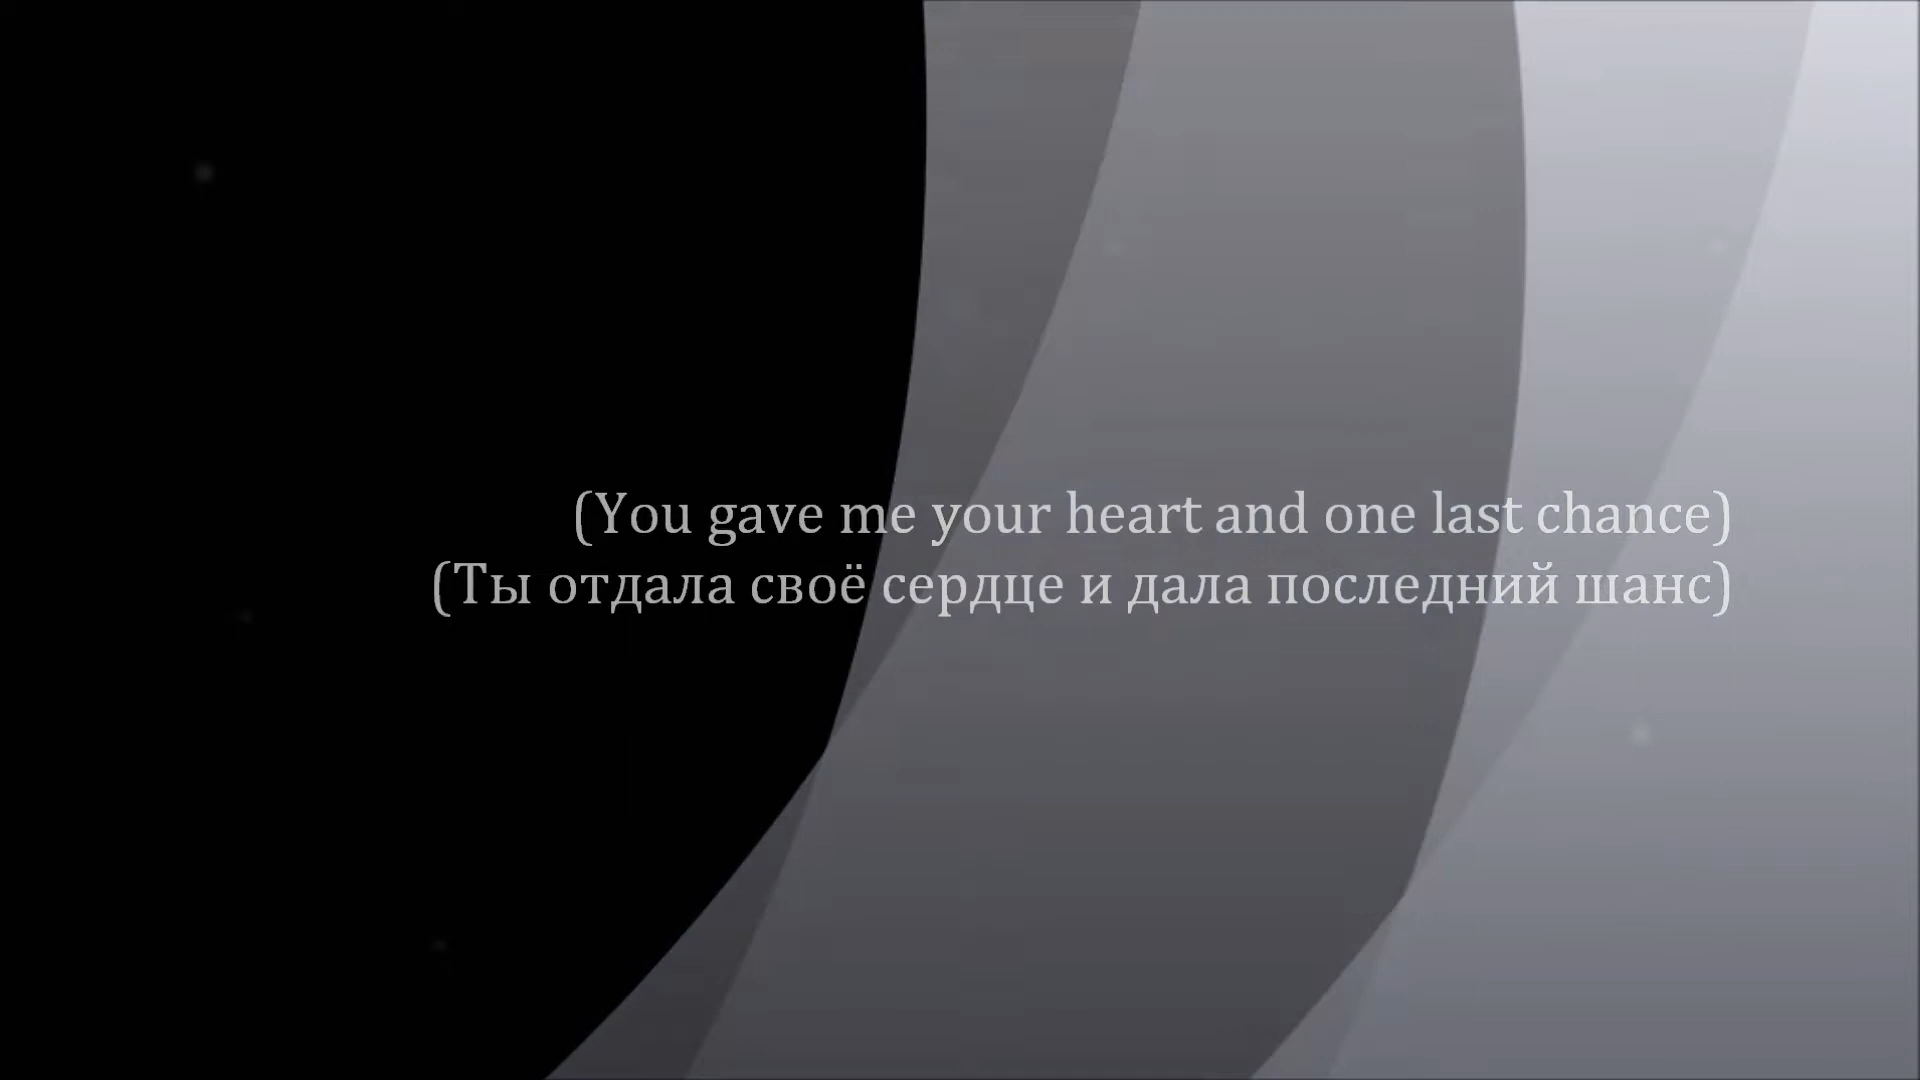 (You gave me your heart and one last chance)
(Ты отдала своё сердце и дала последний шанс)